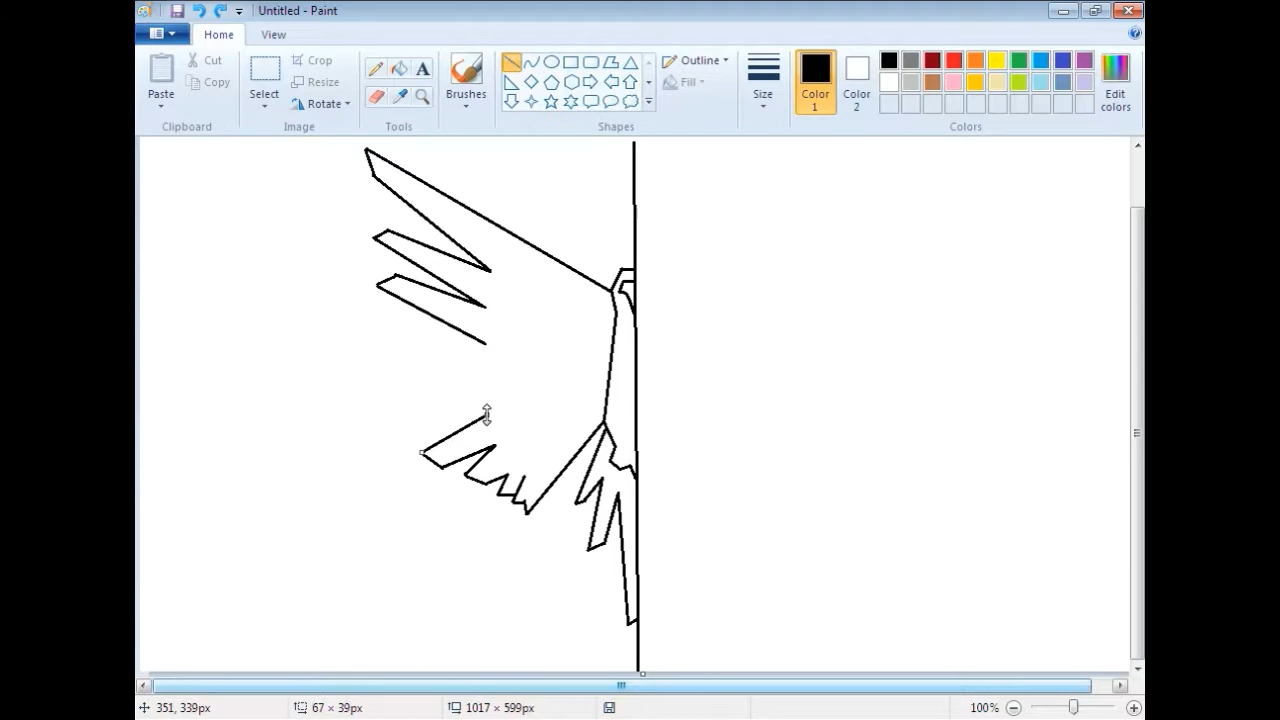 Untitled - Paint
Home View
Paste
Cut
Copy
Clipboard
Select
Crop
Resize
Rotate
Image
A
Tools
Brushes
Outline
Fill
Shapes
Size
Color 1
Color 2
Edit colors
Colors
351, 339px
67 × 39px
1017 × 599px
100%